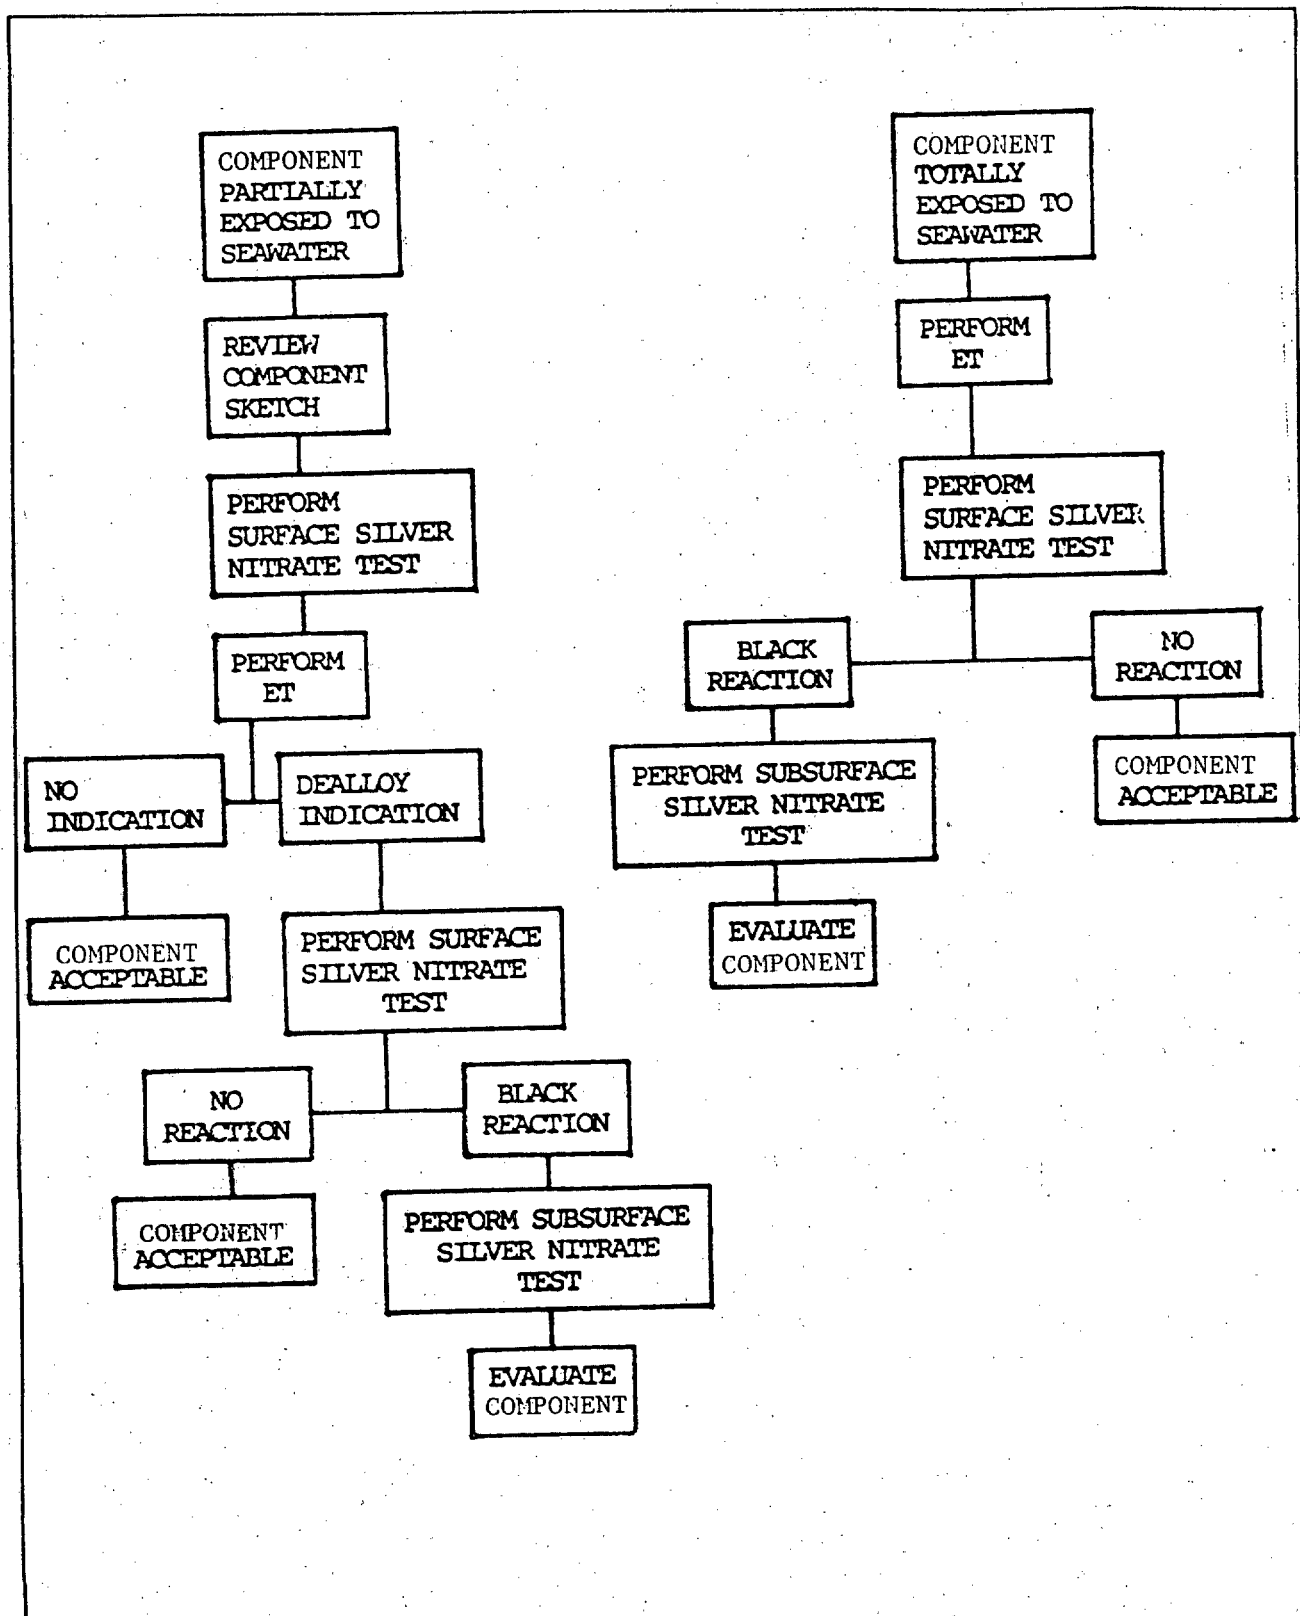 COMPONENT
PARTIALLY
EXPOSED TO
SEAWATER
REVIEW
COMPONENT
SKETCH
PERFORM
SURFACE SILVER
NITRATE TEST
PERFORM
ET
NO
INDICATION
DEALLOY
INDICATION
COMPONENT
ACCEPTABLE
PERFORM SURFACE
SILVER NITRATE
TEST
NO
REACTION
BLACK
REACTION
COMPONENT
ACCEPTABLE
PERFORM SUBSURFACE
SILVER NITRATE
TEST
EVALUATE
COMPONENT
COMPONENT
TOTALLY
EXPOSED TO
SEAWATER
PERFORM
ET
PERFORM
SURFACE SILVER
NITRATE TEST
BLACK
REACTION
NO
REACTION
PERFORM SUBSURFACE
SILVER NITRATE
TEST
COMPONENT
ACCEPTABLE
EVALUATE
COMPONENT